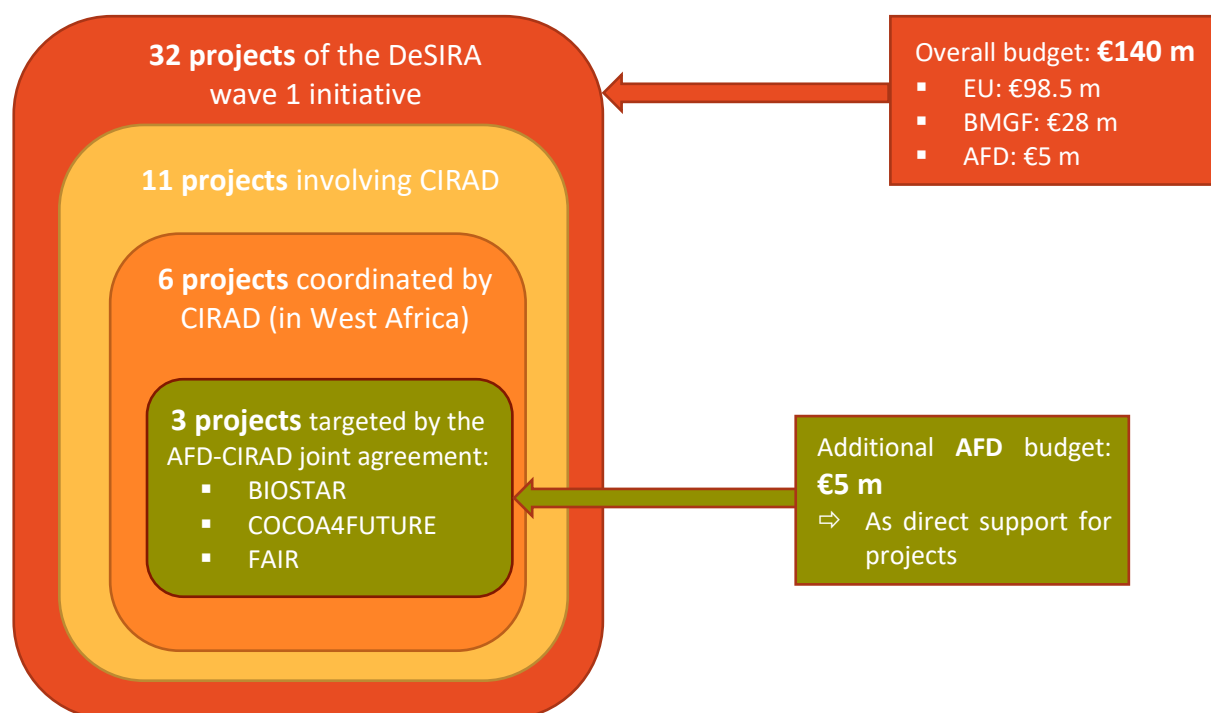 32 projects of the DeSIRA
wave 1 initiative
Overall budget: €140 m
▪ EU: €98.5 m
▪ BMGF: €28 m
▪ AFD: €5 m
11 projects involving CIRAD
6 projects coordinated by
CIRAD (in West Africa)
3 projects targeted by the
AFD-CIRAD joint agreement:
▪ BIOSTAR
▪ COCOA4FUTURE
▪ FAIR
Additional AFD budget:
€5 m
⇨ As direct support for
projects